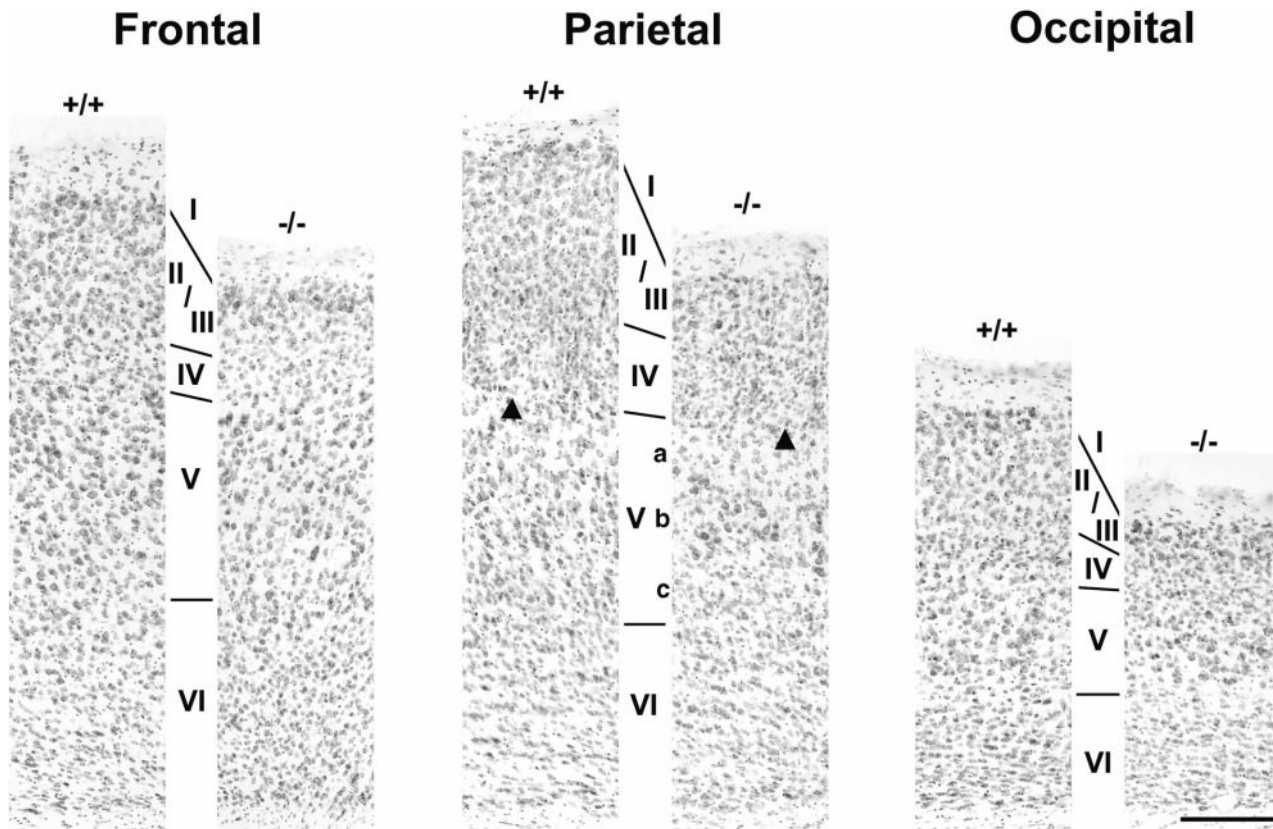 Frontal
Parietal
Occipital
+/+
-/-
I
II
/
III
IV
V
VI
+/+
-/-
I
II
/
III
IV
a
V b
c
VI
+/+
-/-
I
II
/
III
IV
V
VI